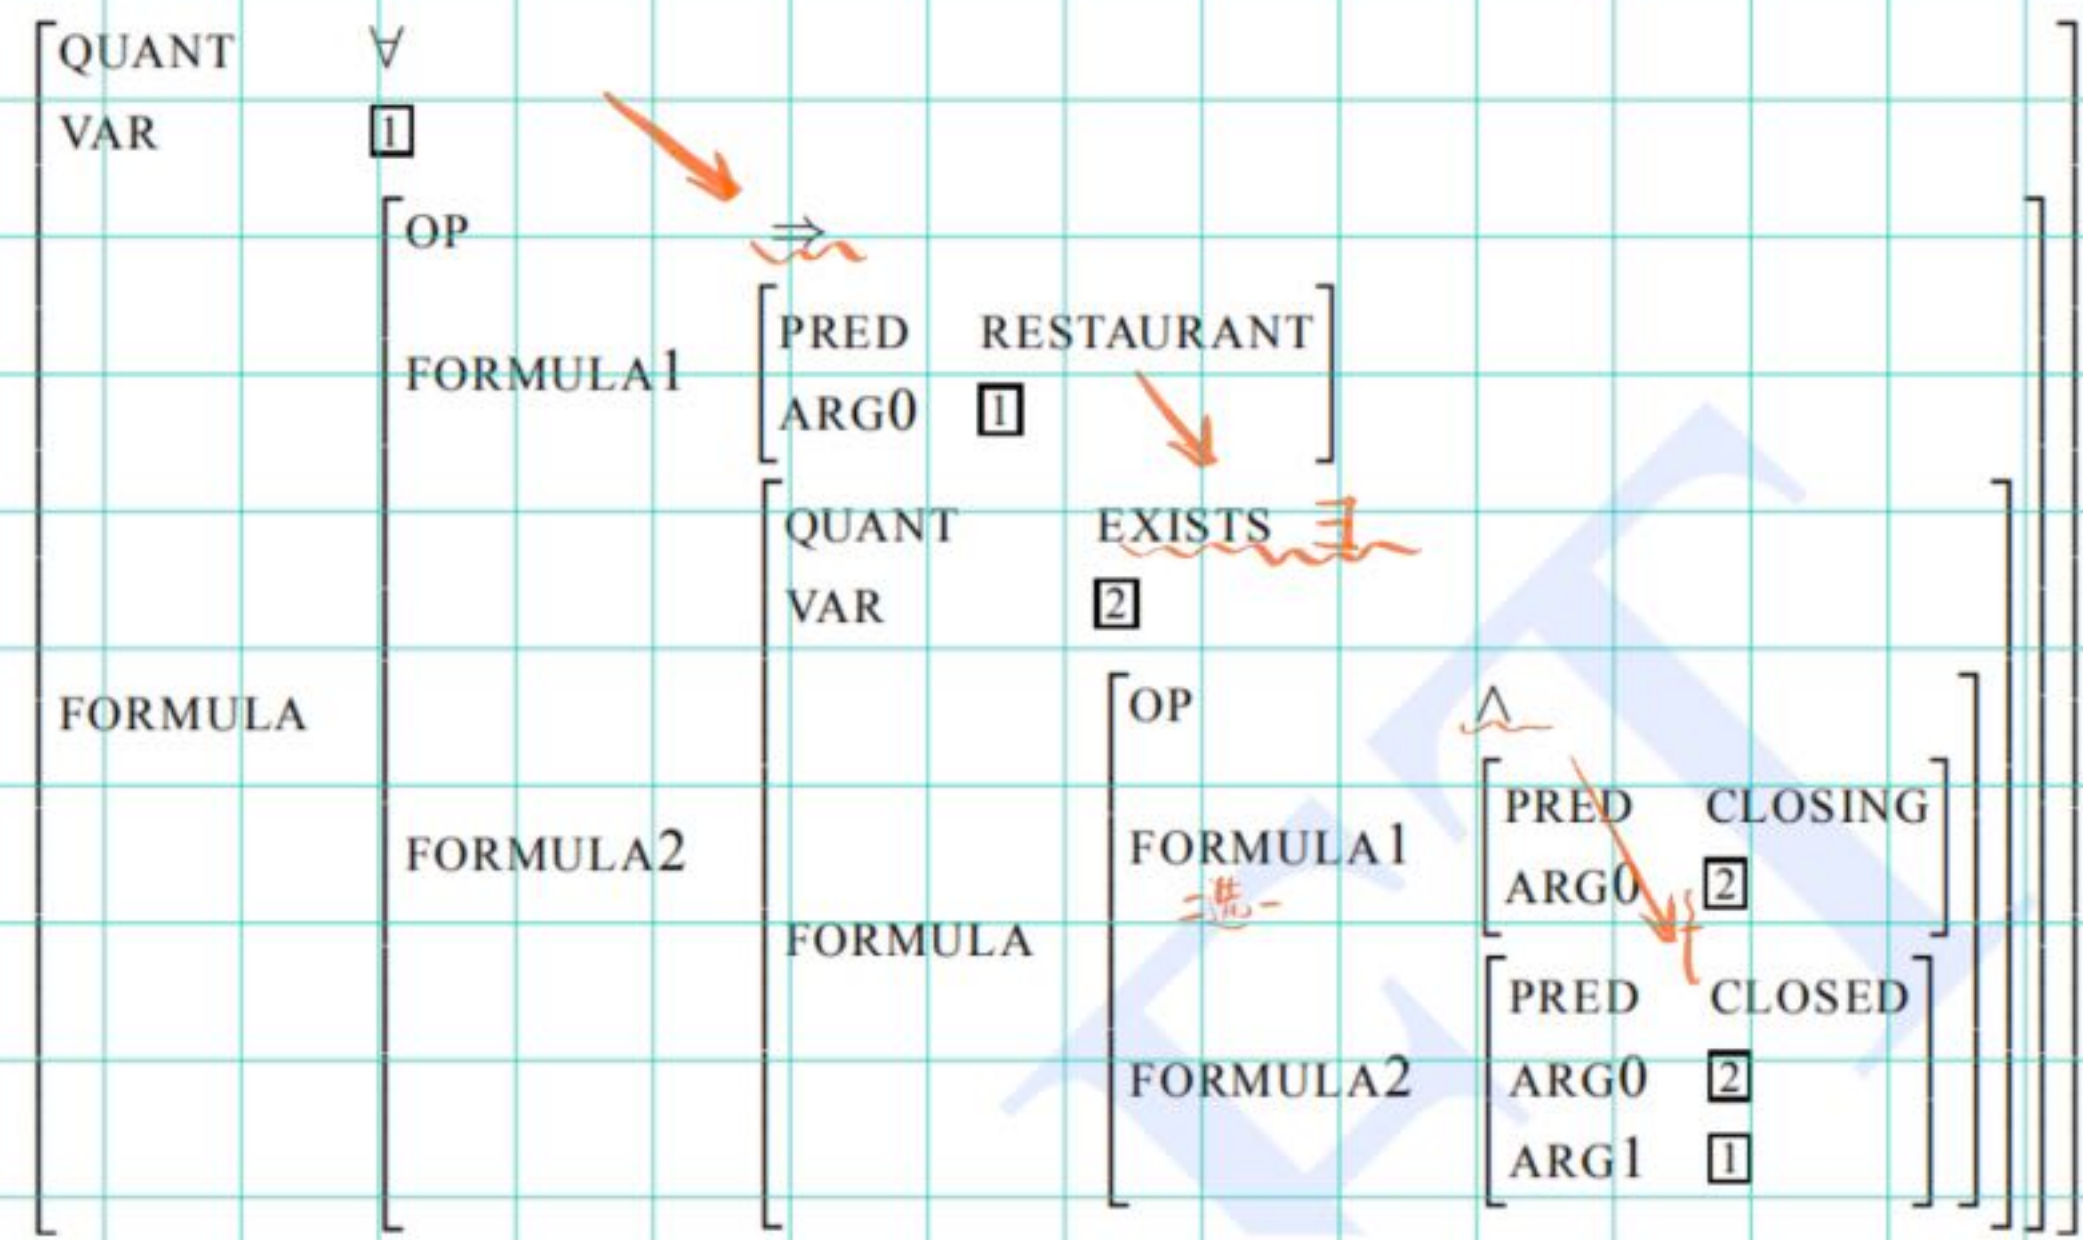 QUANT ∀
VAR 1
OP ⇒
PRED RESTAURANT
FORMULA1
ARG0 1
QUANT EXISTS ∃
VAR 2
OP ∧
FORMULA
PRED CLOSING
FORMULA1
FORMULA2
ARG0 2
FORMULA
PRED CLOSED
FORMULA2 ARG0 2
ARG1 1